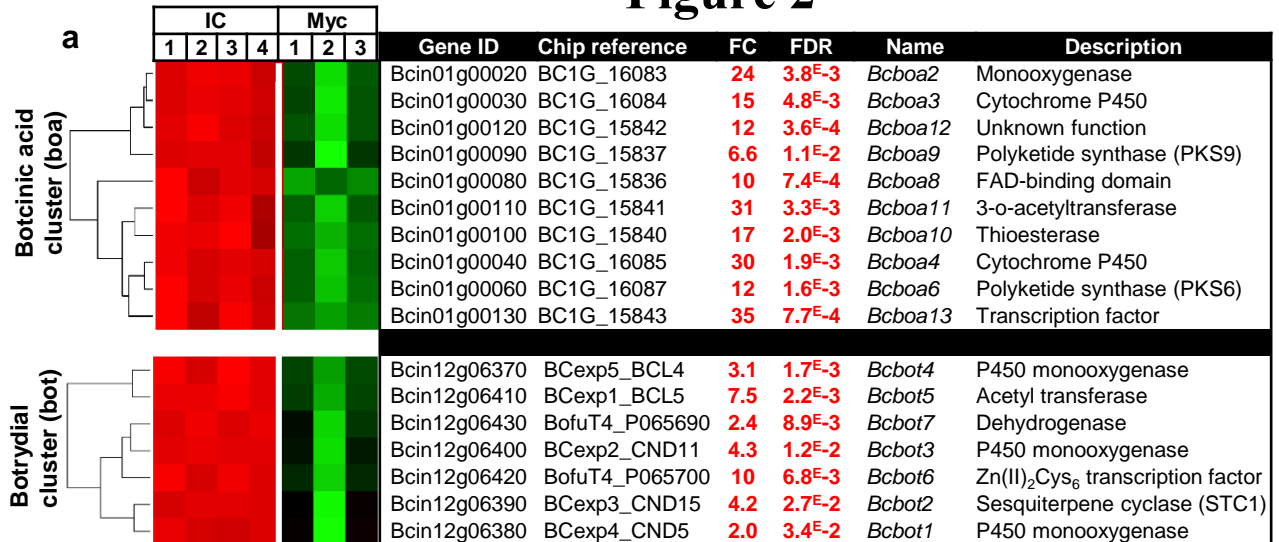 Figure 2
a
IC Myc
1 2 3 4 1 2 3
Gene ID Chip reference FC FDR Name Description
Botcinic acid
cluster (boa)
Bcin01g00020 BC1G_16083 24 3.8E-3 Bcboa2 Monooxygenase
Bcin01g00030 BC1G_16084 15 4.8E-3 Bcboa3 Cytochrome P450
Bcin01g00120 BC1G_15842 12 3.6E-4 Bcboa12 Unknown function
Bcin01g00090 BC1G_15837 6.6 1.1E-2 Bcboa9 Polyketide synthase (PKS9)
Bcin01g00080 BC1G_15836 10 7.4E-4 Bcboa8 FAD-binding domain
Bcin01g00110 BC1G_15841 31 3.3E-3 Bcboa11 3-o-acetyltransferase
Bcin01g00100 BC1G_15840 17 2.0E-3 Bcboa10 Thioesterase
Bcin01g00040 BC1G_16085 30 1.9E-3 Bcboa4 Cytochrome P450
Bcin01g00060 BC1G_16087 12 1.6E-3 Bcboa6 Polyketide synthase (PKS6)
Bcin01g00130 BC1G_15843 35 7.7E-4 Bcboa13 Transcription factor
Botrydial
cluster (bot)
Bcin12g06370 BCexp5_BCL4 3.1 1.7E-3 Bcbot4 P450 monooxygenase
Bcin12g06410 BCexp1_BCL5 7.5 2.2E-3 Bcbot5 Acetyl transferase
Bcin12g06430 BofuT4_P065690 2.4 8.9E-3 Bcbot7 Dehydrogenase
Bcin12g06400 BCexp2_CND11 4.3 1.2E-2 Bcbot3 P450 monooxygenase
Bcin12g06420 BofuT4_P065700 10 6.8E-3 Bcbot6 Zn(II)2Cys6 transcription factor
Bcin12g06390 BCexp3_CND15 4.2 2.7E-2 Bcbot2 Sesquiterpene cyclase (STC1)
Bcin12g06380 BCexp4_CND5 2.0 3.4E-2 Bcbot1 P450 monooxygenase